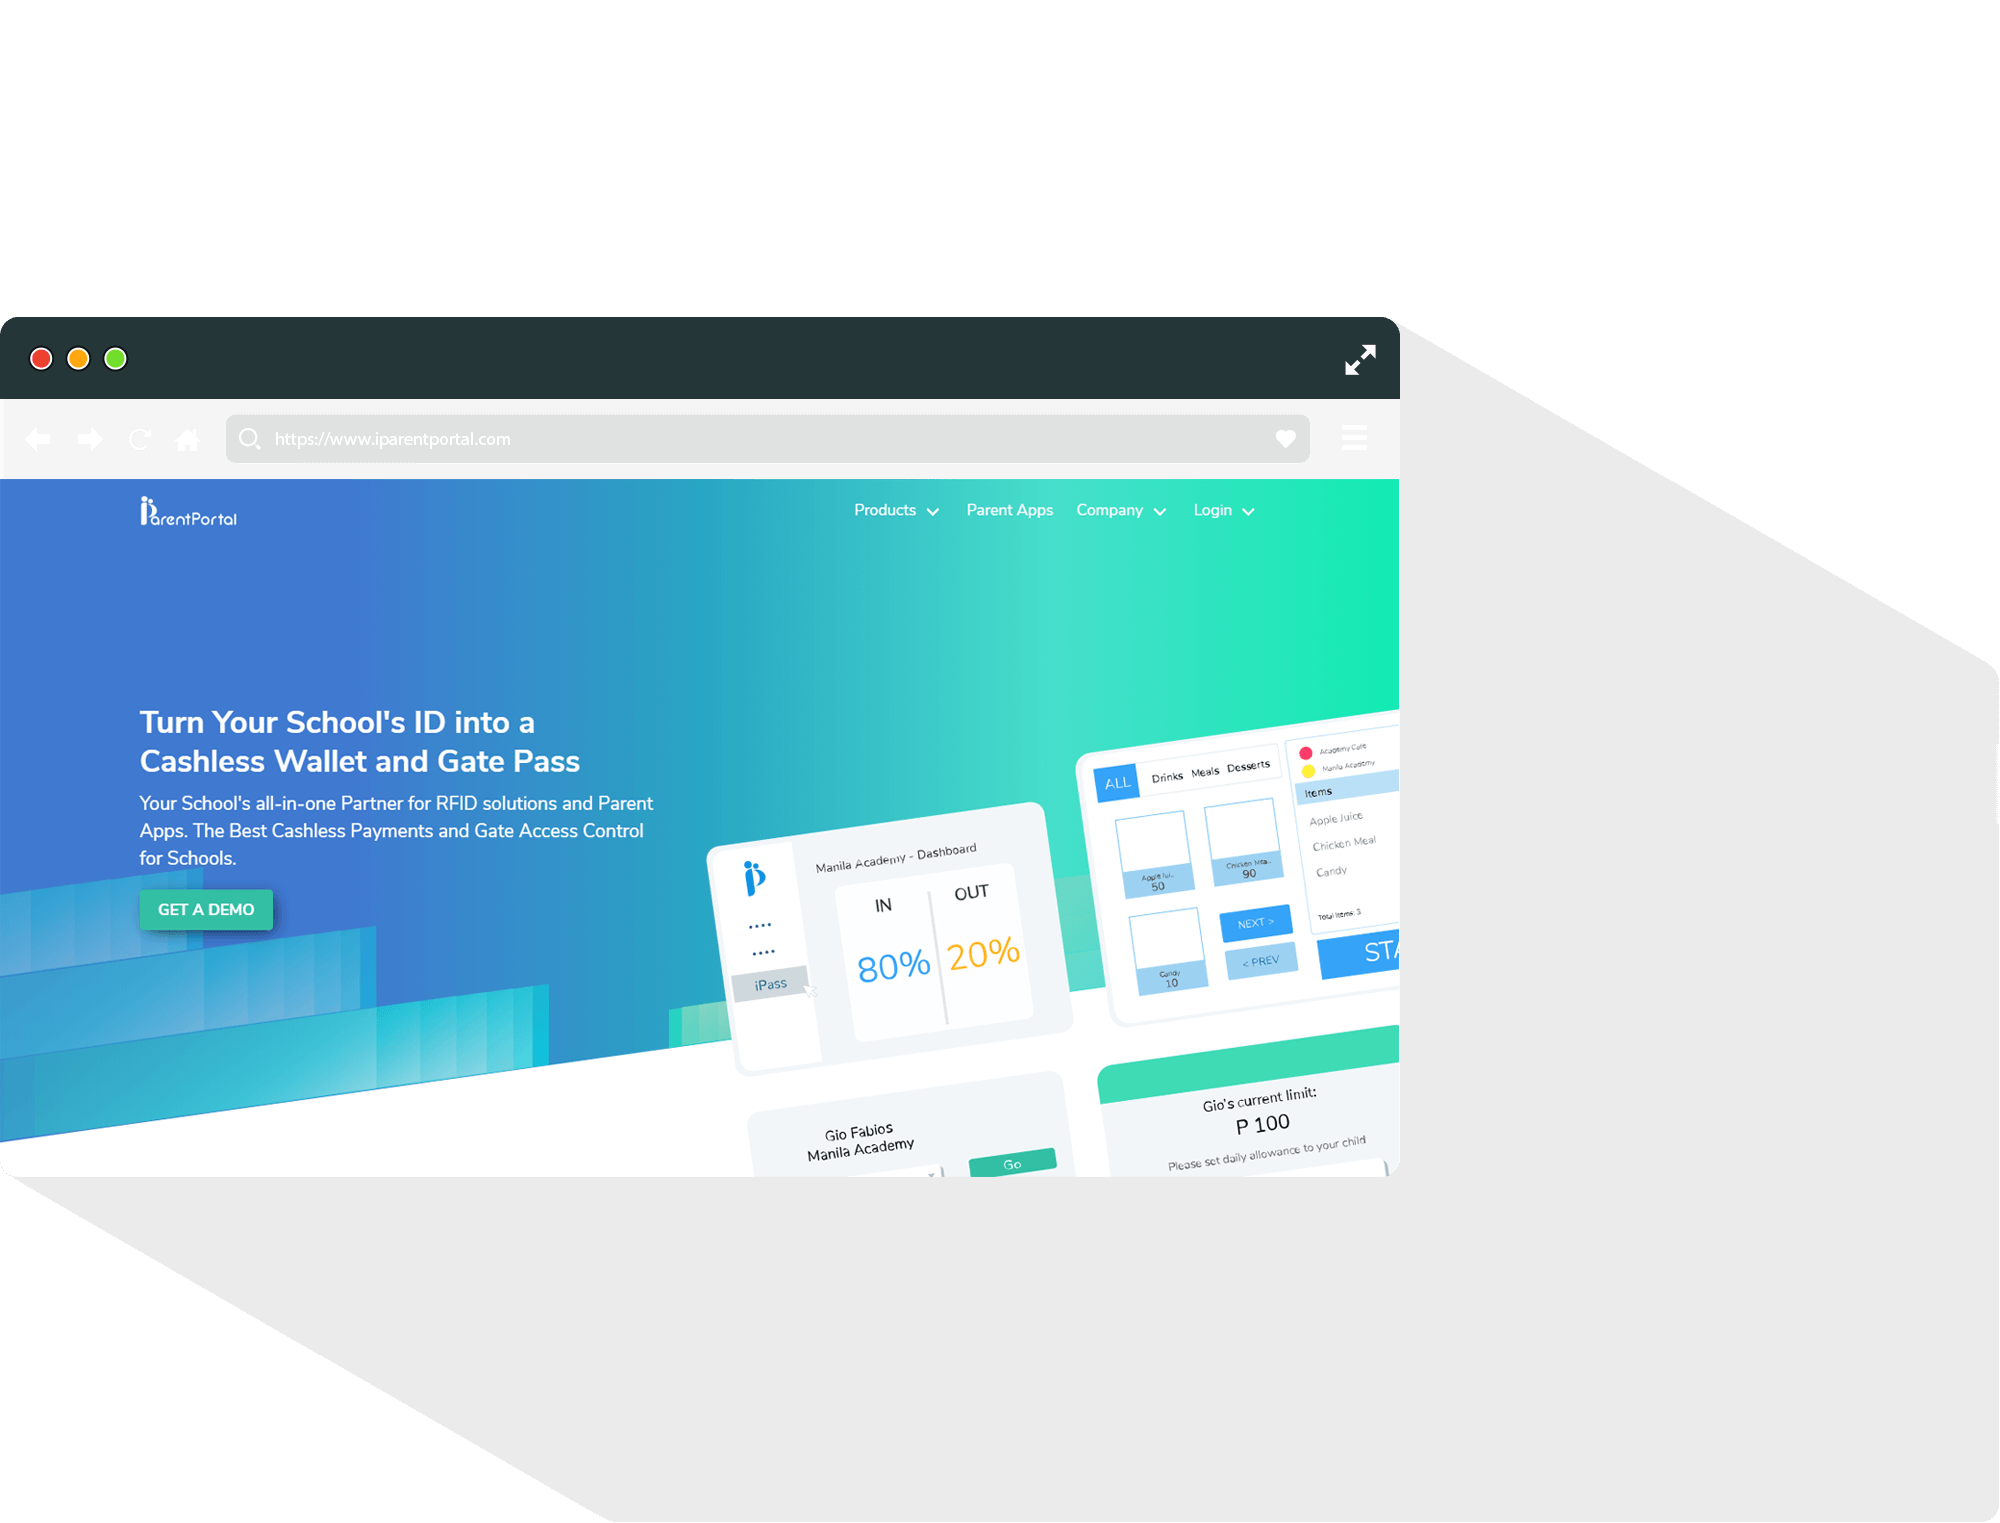 https://www.iparentportal.com
iParentPortal
Products
Parent Apps
Company
Login
Turn Your School's ID into a
Cashless Wallet and Gate Pass
Your School's all-in-one Partner for RFID solutions and Parent
Apps. The Best Cashless Payments and Gate Access Control
for Schools.
GET A DEMO
Manila Academy - Dashboard
IN
OUT
80%
20%
iPass
ALL
Drinks
Meals
Desserts
Academy Cafe
Manila Academy
Items
Apple Juice
Chicken Meal
Candy
Total Items: 3
Apple Jui..
50
Chicken Mea..
90
Candy
10
NEXT >
< PREV
STA
Gio Fabios
Manila Academy
Go
Gio's current limit:
P 100
Please set daily allowance to your child